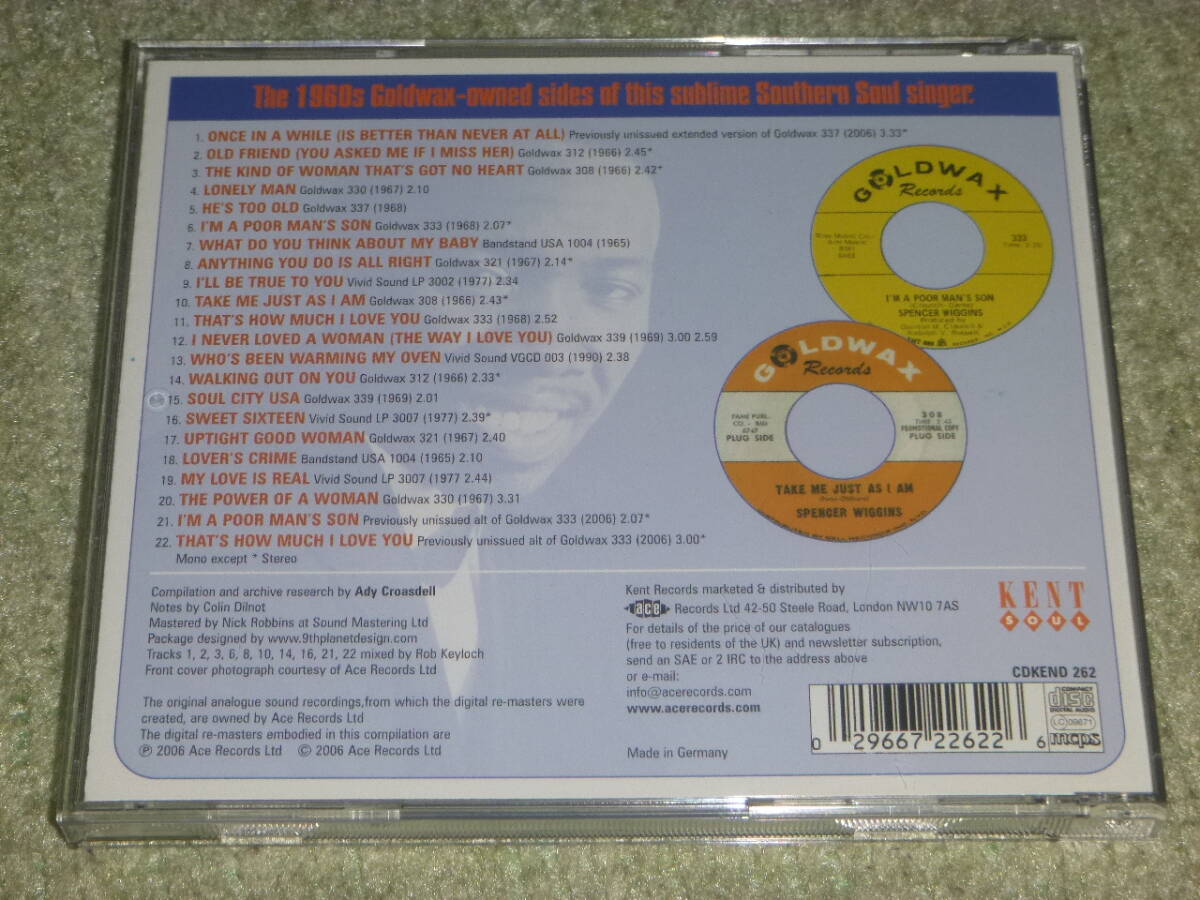 The 1960s Goldwax-owned sides of this sublime Southern Soul singer.
1. ONCE IN A WHILE (IS BETTER THAN NEVER AT ALL) Previously unissued extended version of Goldwax 337 (2006) 3.33*
2. OLD FRIEND (YOU ASKED ME IF I MISS HER) Goldwax 312 (1966) 2.45*
3. THE KIND OF WOMAN THAT'S GOT NO HEART Goldwax 308 (1966) 2.42*
4. LONELY MAN Goldwax 330 (1967) 2.10
5. HE'S TOO OLD Goldwax 337 (1968)
6. I'M A POOR MAN'S SON Goldwax 333 (1968) 2.07*
7. WHAT DO YOU THINK ABOUT MY BABY Bandstand USA 1004 (1965)
8. ANYTHING YOU DO IS ALL RIGHT Goldwax 321 (1967) 2.14*
9. I'LL BE TRUE TO YOU Vivid Sound LP 3002 (1977) 2.34
10. TAKE ME JUST AS I AM Goldwax 308 (1966) 2.43*
11. THAT'S HOW MUCH I LOVE YOU Goldwax 333 (1968) 2.52
12. I NEVER LOVED A WOMAN (THE WAY I LOVE YOU) Goldwax 339 (1969) 3.00 2.59
13. WHO'S BEEN WARMING MY OVEN Vivid Sound VGCD 003 (1990) 2.38
14. WALKING OUT ON YOU Goldwax 312 (1966) 2.33*
15. SOUL CITY USA Goldwax 339 (1969) 2.01
16. SWEET SIXTEEN Vivid Sound LP 3007 (1977) 2.39*
17. UPTIGHT GOOD WOMAN Goldwax 321 (1967) 2.40
18. LOVER'S CRIME Bandstand USA 1004 (1965) 2.10
19. MY LOVE IS REAL Vivid Sound LP 3007 (1977 2.44)
20. THE POWER OF A WOMAN Goldwax 330 (1967) 3.31
21. I'M A POOR MAN'S SON Previously unissued alt of Goldwax 333 (2006) 2.07*
22. THAT'S HOW MUCH I LOVE YOU Previously unissued alt of Goldwax 333 (2006) 3.00*
Mono except * Stereo
GOLDWAX
Records
333
I'M A POOR MAN'S SON
SPENCER WIGGINS
GOLDWAX
Records
FAME PUBL.
CO. - BMI
PLUG SIDE
308
PROMOTIONAL COPY
PLUG SIDE
TAKE ME JUST AS I AM
SPENCER WIGGINS
Compilation and archive research by Ady Croasdell
Notes by Colin Dilnot
Mastered by Nick Robbins at Sound Mastering Ltd
Package designed by www.9thplanetdesign.com
Tracks 1, 2, 3, 6, 8, 10, 14, 16, 21, 22 mixed by Rob Keyloch
Front cover photograph courtesy of Ace Records Ltd
The original analogue sound recordings,from which the digital re-masters were
created, are owned by Ace Records Ltd
The digital re-masters embodied in this compilation are
℗ 2006 Ace Records Ltd © 2006 Ace Records Ltd
Kent Records marketed & distributed by
ace Records Ltd 42-50 Steele Road, London NW10 7AS
For details of the price of our catalogues
(free to residents of the UK) and newsletter subscription,
send an SAE or 2 IRC to the address above
or e-mail:
info@acerecords.com
www.acerecords.com
Made in Germany
KENT
SOUL
CDKEND 262
0 29667 22622 6
COMPACT
disc
DIGITAL AUDIO
LC 09671
mcps